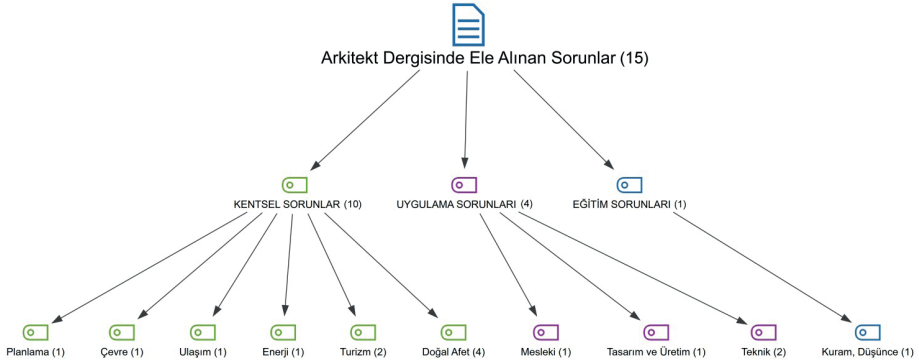 Arkitekt Dergisinde Ele Alınan Sorunlar (15)
KENTSEL SORUNLAR (10)
UYGULAMA SORUNLARI (4)
EĞİTİM SORUNLARI (1)
Planlama (1)
Çevre (1)
Ulaşım (1)
Enerji (1)
Turizm (2)
Doğal Afet (4)
Mesleki (1)
Tasarım ve Üretim (1)
Teknik (2)
Kuram, Düşünce (1)